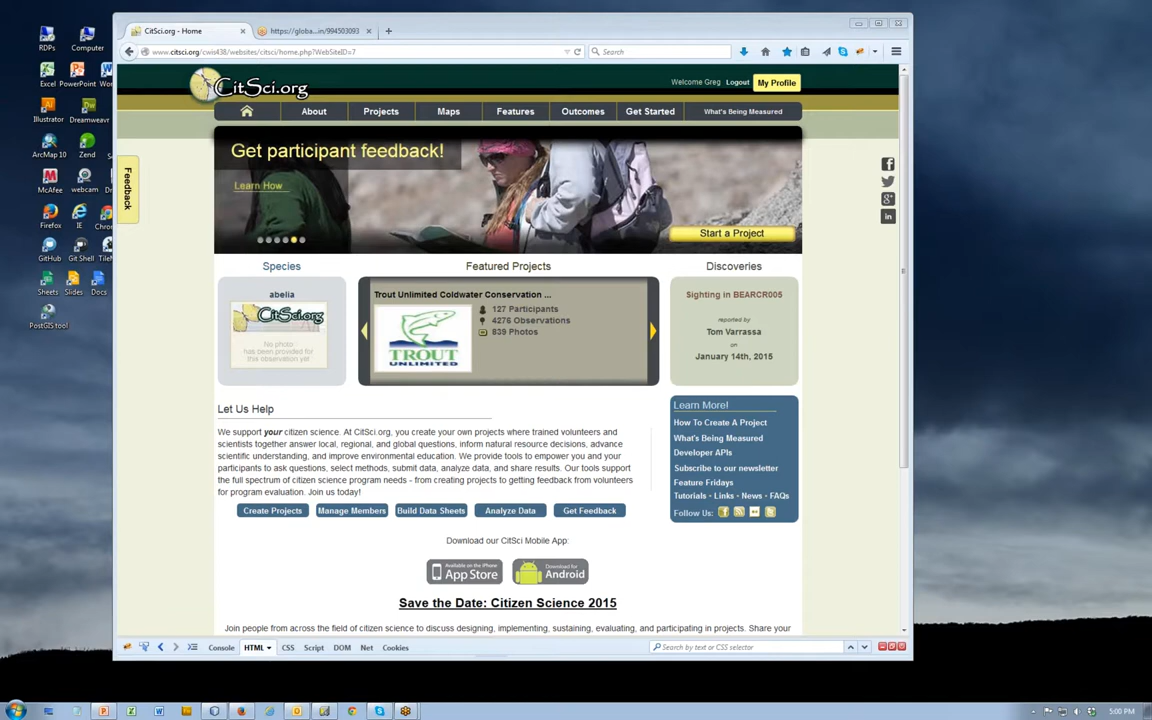 CitSci.org - Home
https://globa...in/994503093
www.citsci.org/cwis438/websites/citsci/home.php?WebSiteID=7
Search
RDPs
Computer
Excel
PowerPoint
Illustrator
Dreamweavr
ArcMap 10
Zend
McAfee
webcam
Firefox
IE
GitHub
Git Shell
Sheets
Slides
Docs
PostGIS tool
CitSci.org
Welcome Greg
Logout
My Profile
About
Projects
Maps
Features
Outcomes
Get Started
What's Being Measured
Feedback
Get participant feedback!
Learn How
Start a Project
Species
Featured Projects
Discoveries
abelia
CitSci.org
No photo
has been provided for
this observation yet
Trout Unlimited Coldwater Conservation ...
127 Participants
4276 Observations
839 Photos
TROUT
UNLIMITED
Sighting in BEARCR005
reported by
Tom Varrassa
on
January 14th, 2015
Let Us Help
We support your citizen science. At CitSci.org, you create your own projects where trained volunteers and
scientists together answer local, regional, and global questions, inform natural resource decisions, advance
scientific understanding, and improve environmental education. We provide tools to empower you and your
participants to ask questions, select methods, submit data, analyze data, and share results. Our tools support
the full spectrum of citizen science program needs - from creating projects to getting feedback from volunteers
for program evaluation. Join us today!
Create Projects
Manage Members
Build Data Sheets
Analyze Data
Get Feedback
Learn More!
How To Create A Project
What's Being Measured
Developer APIs
Subscribe to our newsletter
Feature Fridays
Tutorials • Links • News • FAQs
Follow Us:
Download our CitSci Mobile App:
Available on the iPhone
App Store
Download for
Android
Save the Date: Citizen Science 2015
Join people from across the field of citizen science to discuss designing, implementing, sustaining, evaluating, and participating in projects. Share your
Console
HTML
CSS
Script
DOM
Net
Cookies
Search by text or CSS selector
5:00 PM